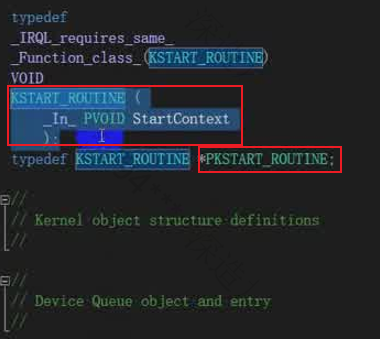 typedef
_IRQL_requires_same_
_Function_class_(KSTART_ROUTINE)
VOID
KSTART_ROUTINE (
_In_ PVOID StartContext
);
typedef KSTART_ROUTINE *PKSTART_ROUTINE;
//
// Kernel object structure definitions
//
//
// Device Queue object and entry
//